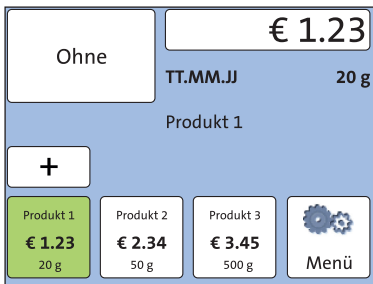 Ohne
€ 1.23
TT.MM.JJ
20 g
Produkt 1
+
Produkt 1
€ 1.23
20 g
Produkt 2
€ 2.34
50 g
Produkt 3
€ 3.45
500 g
Menü